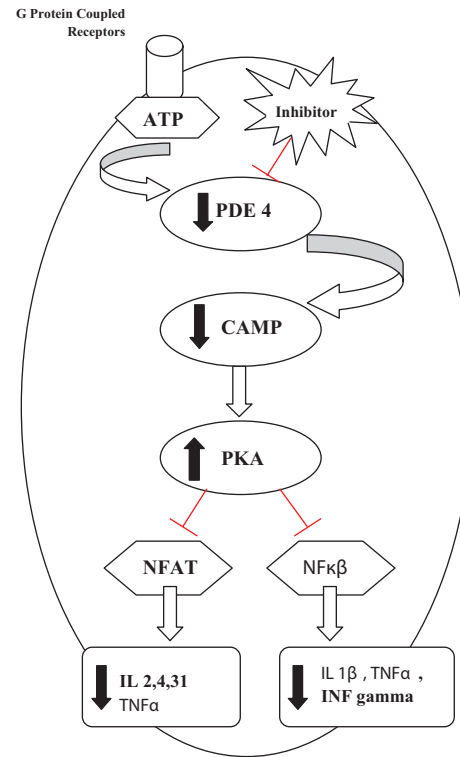 G Protein Coupled
Receptors
ATP
Inhibitor
PDE 4
CAMP
PKA
NFAT
NFκβ
IL 2,4,31
TNFα
IL 1β , TNFα ,
INF gamma